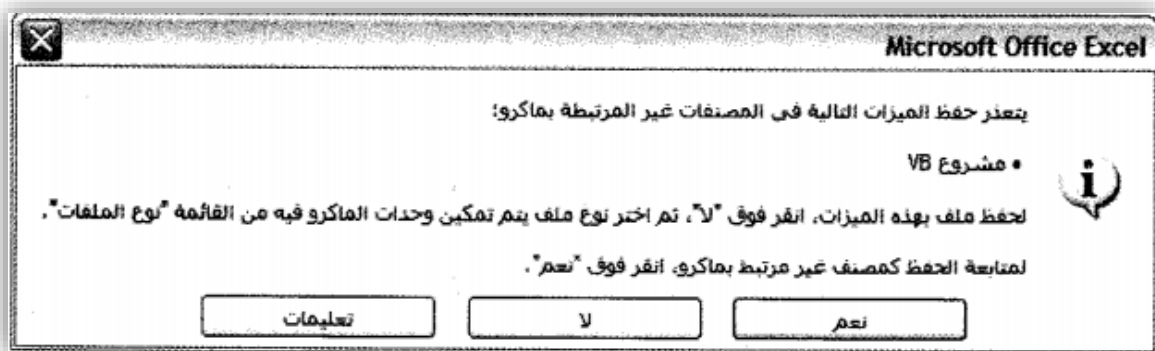 Microsoft Office Excel
يتعذر حفظ الميزات التالية في المصنفات غير المرتبطة بماكرو:
• مشروع VB
لحفظ ملف بهذه الميزات، انقر فوق "لا"، ثم اختر نوع ملف يتم تمكين وحدات الماكرو فيه من القائمة "نوع الملفات".
لمتابعة الحفظ كمصنف غير مرتبط بماكرو، انقر فوق "نعم".
نعم لا تعليمات